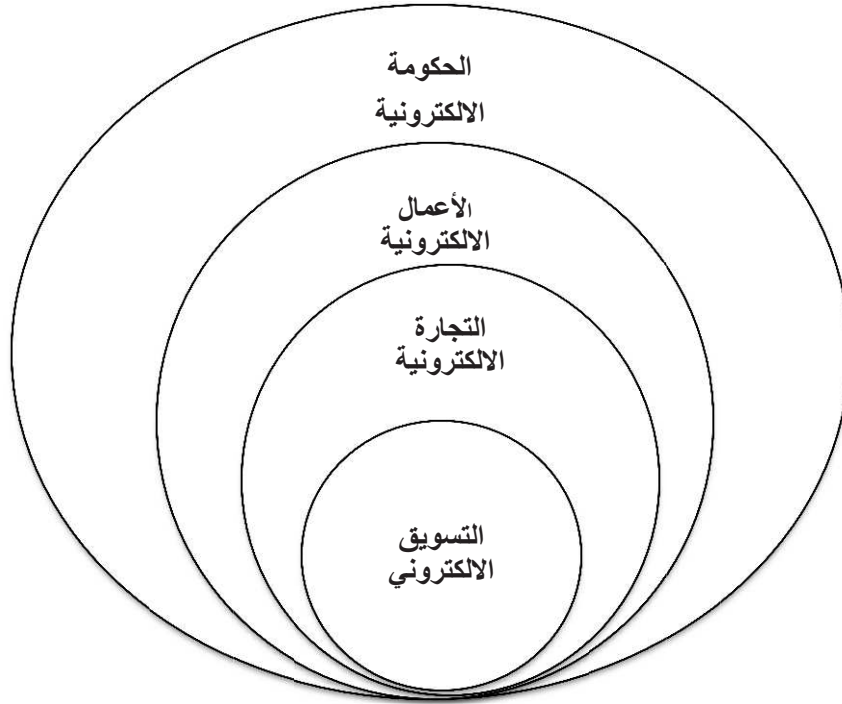 الحكومة
الالكترونية
الأعمال
الالكترونية
التجارة
الالكترونية
التسويق
الالكتروني